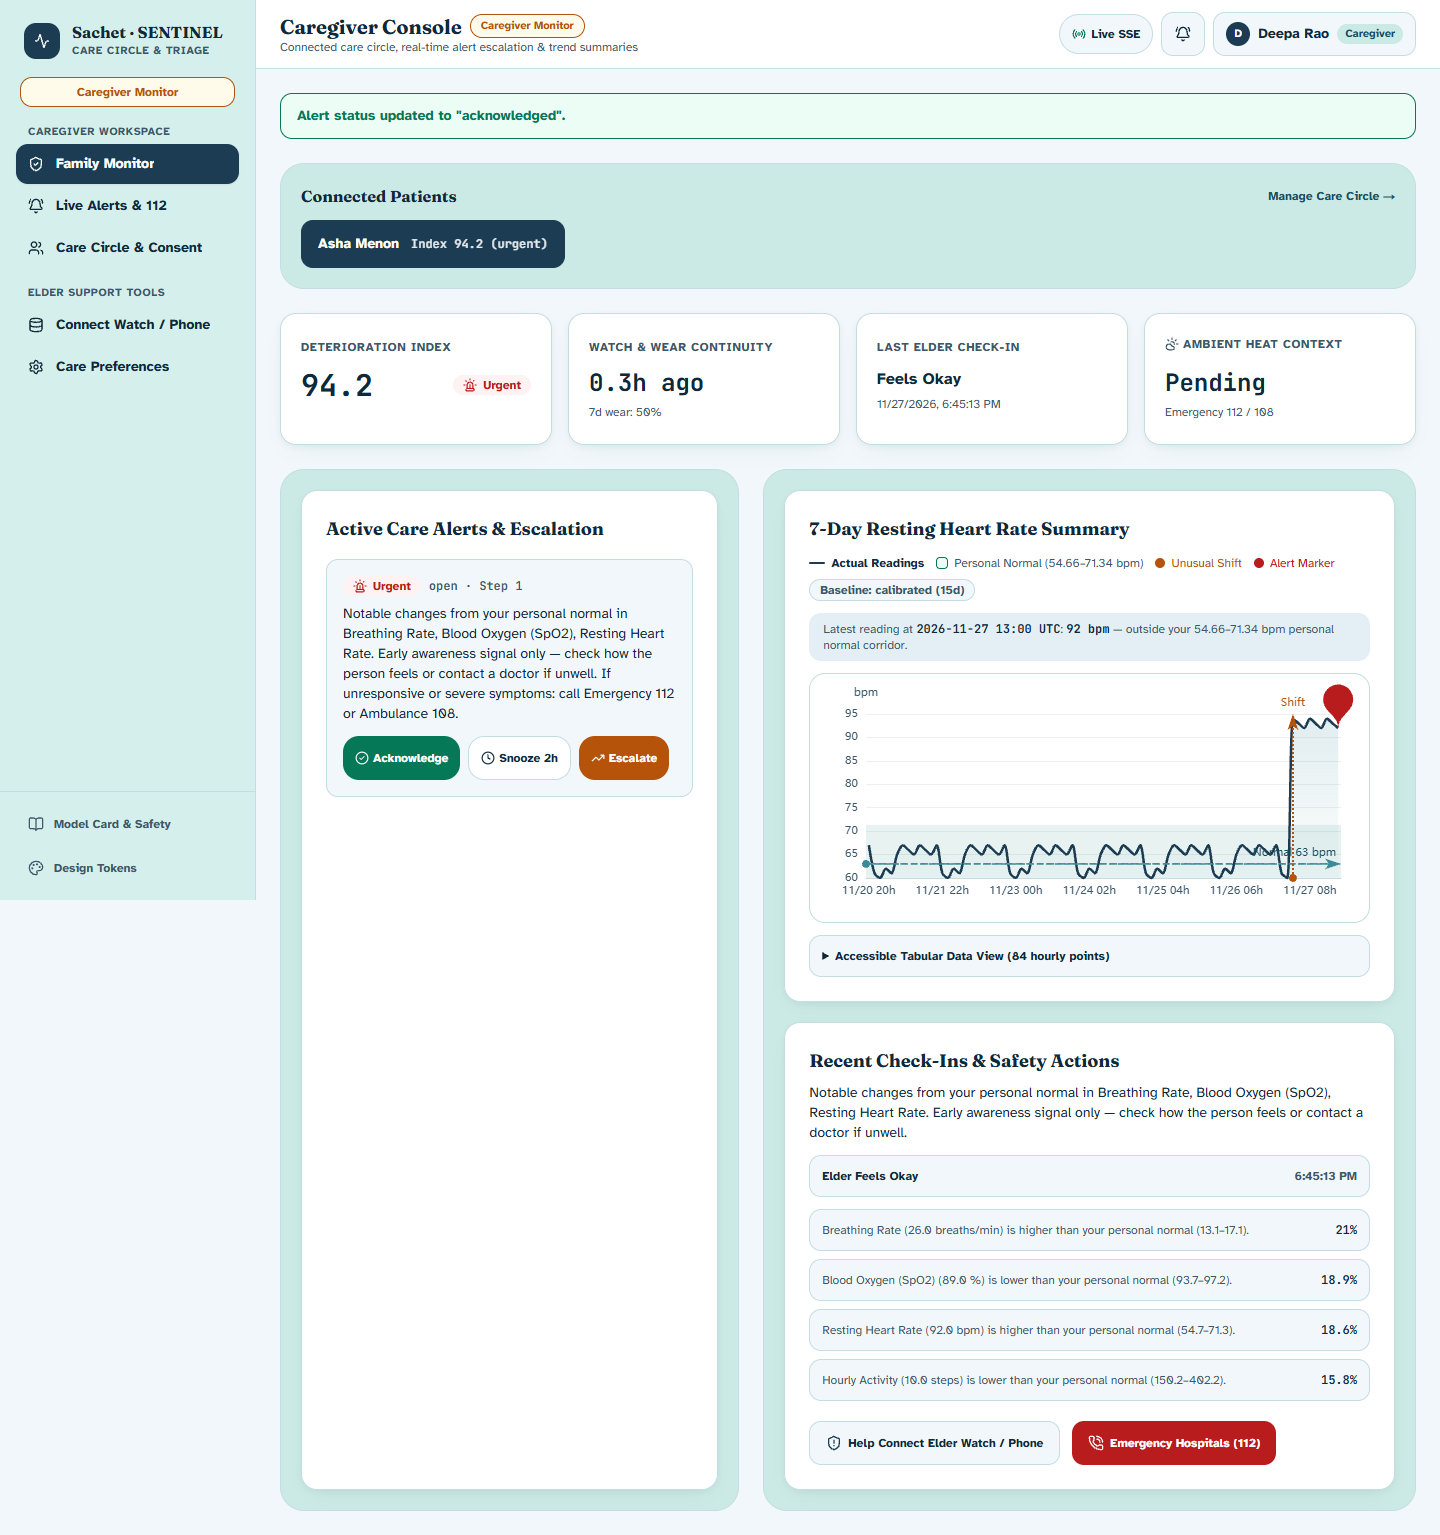 Sachet · SENTINEL
CARE CIRCLE & TRIAGE
Caregiver Monitor
CAREGIVER WORKSPACE
Family Monitor
Live Alerts & 112
Care Circle & Consent
ELDER SUPPORT TOOLS
Connect Watch / Phone
Care Preferences
Model Card & Safety
Design Tokens
Caregiver Console
Caregiver Monitor
Connected care circle, real-time alert escalation & trend summaries
Live SSE
D
Deepa Rao
Caregiver
Alert status updated to "acknowledged".
Connected Patients
Manage Care Circle →
Asha Menon Index 94.2 (urgent)
DETERIORATION INDEX
94.2
Urgent
WATCH & WEAR CONTINUITY
0.3h ago
7d wear: 50%
LAST ELDER CHECK-IN
Feels Okay
11/27/2026, 6:45:13 PM
AMBIENT HEAT CONTEXT
Pending
Emergency 112 / 108
Active Care Alerts & Escalation
Urgent open · Step 1
Notable changes from your personal normal in
Breathing Rate, Blood Oxygen (SpO2), Resting Heart
Rate. Early awareness signal only — check how the
person feels or contact a doctor if unwell. If
unresponsive or severe symptoms: call Emergency 112
or Ambulance 108.
Acknowledge
Snooze 2h
Escalate
7-Day Resting Heart Rate Summary
Actual Readings
Personal Normal (54.66–71.34 bpm)
Unusual Shift
Alert Marker
Baseline: calibrated (15d)
Latest reading at 2026-11-27 13:00 UTC: 92 bpm — outside your 54.66–71.34 bpm personal
normal corridor.
bpm
Shift
95
90
85
80
75
70
65
60
Normal 63 bpm
11/20 20h
11/21 22h
11/23 00h
11/24 02h
11/25 04h
11/26 06h
11/27 08h
Accessible Tabular Data View (84 hourly points)
Recent Check-Ins & Safety Actions
Notable changes from your personal normal in Breathing Rate, Blood Oxygen (SpO2),
Resting Heart Rate. Early awareness signal only — check how the person feels or contact a
doctor if unwell.
Elder Feels Okay
6:45:13 PM
Breathing Rate (26.0 breaths/min) is higher than your personal normal (13.1–17.1).
21%
Blood Oxygen (SpO2) (89.0 %) is lower than your personal normal (93.7–97.2).
18.9%
Resting Heart Rate (92.0 bpm) is higher than your personal normal (54.7–71.3).
18.6%
Hourly Activity (10.0 steps) is lower than your personal normal (150.2–402.2).
15.8%
Help Connect Elder Watch / Phone
Emergency Hospitals (112)